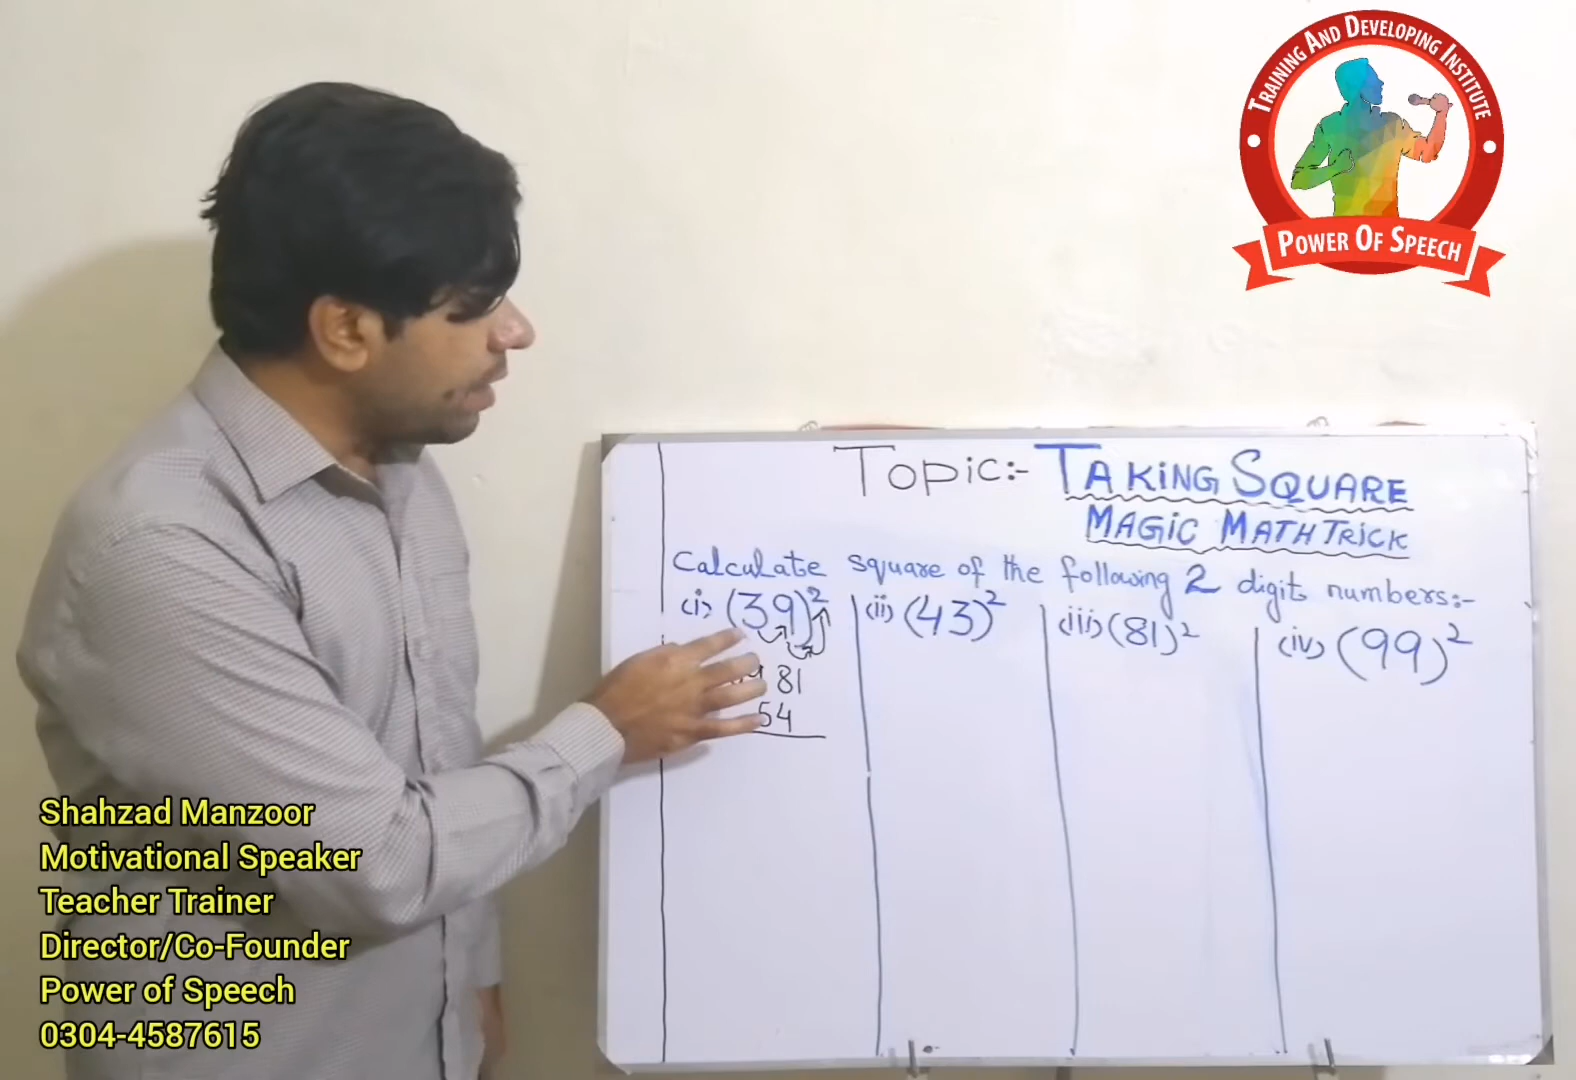 TRAINING AND DEVELOPING INSTITUTE
POWER OF SPEECH
Topic:- TAKING SQUARE
MAGIC MATH TRICK
Calculate square of the following 2 digit numbers:-
(i) (39)²
81
54
(ii) (43)²
(iii) (81)²
(iv) (99)²
Shahzad Manzoor
Motivational Speaker
Teacher Trainer
Director/Co-Founder
Power of Speech
0304-4587615